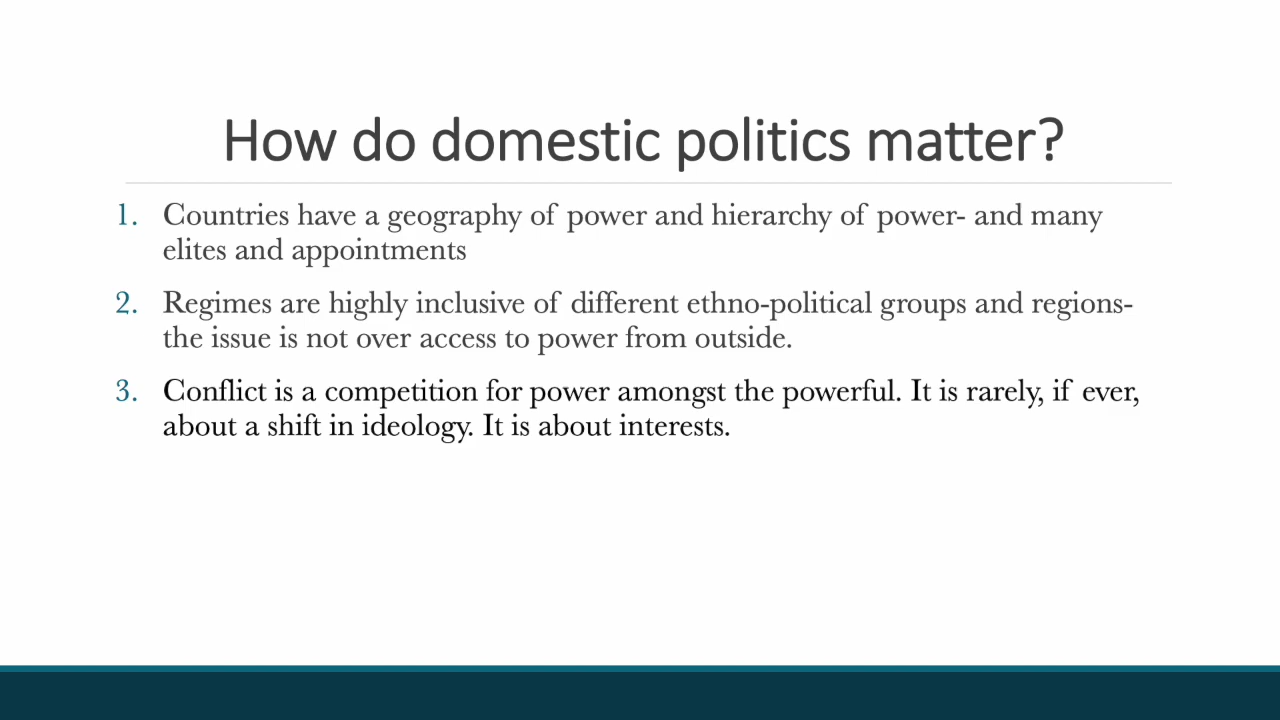 How do domestic politics matter?
1. Countries have a geography of power and hierarchy of power- and many
elites and appointments
2. Regimes are highly inclusive of different ethno-political groups and regions-
the issue is not over access to power from outside.
3. Conflict is a competition for power amongst the powerful. It is rarely, if ever,
about a shift in ideology. It is about interests.